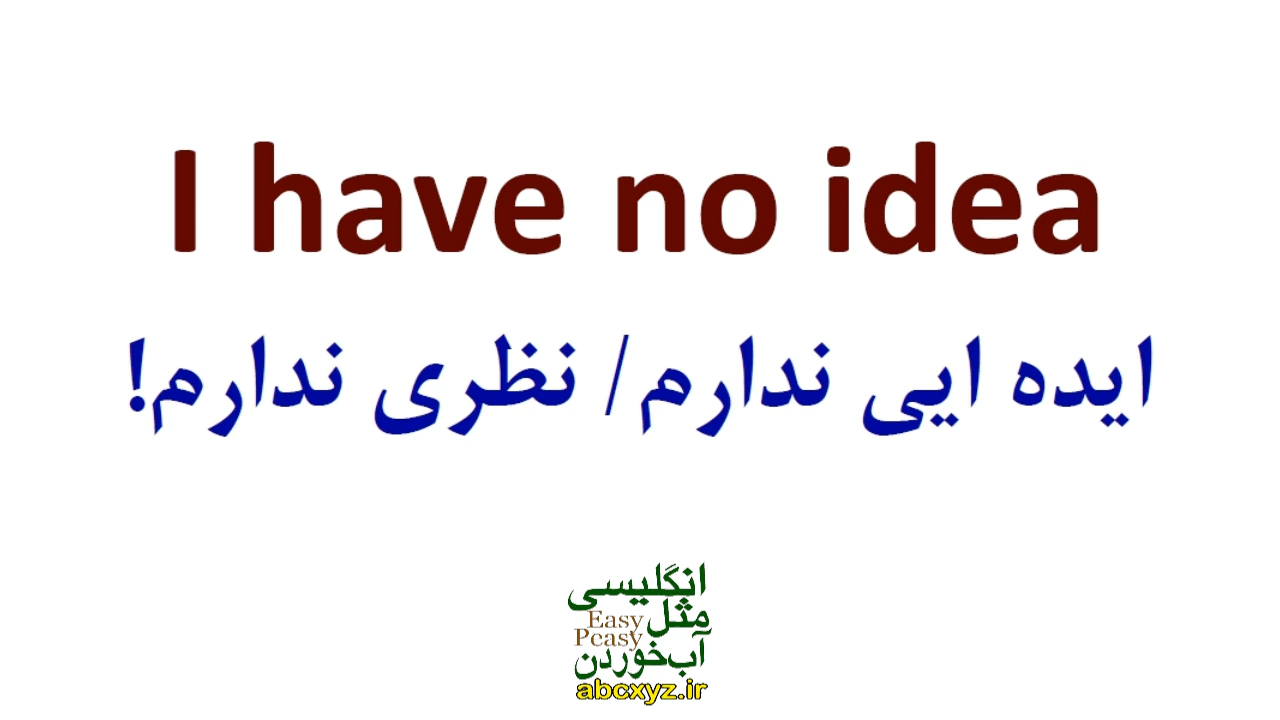 I have no idea
ایده ایی ندارم/ نظری ندارم!
انگلیسی
مثل
Easy
Peasy
آب‌خوردن
abcxyz.ir